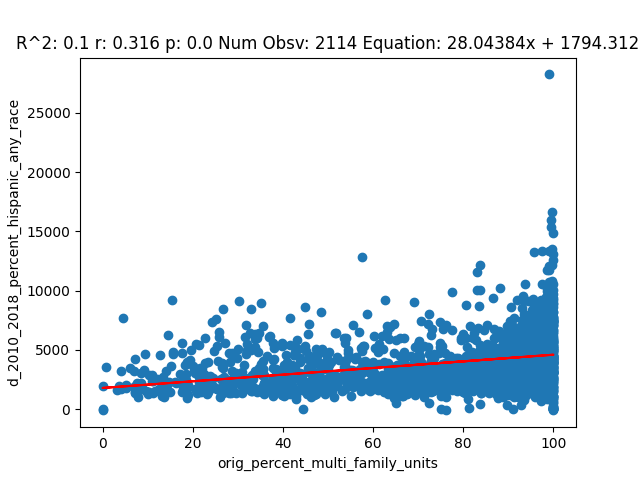 R^2: 0.1 r: 0.316 p: 0.0 Num Obsv: 2114 Equation: 28.04384x + 1794.312
25000
20000
15000
10000
5000
0
d_2010_2018_percent_hispanic_any_race
0 20 40 60 80 100
orig_percent_multi_family_units